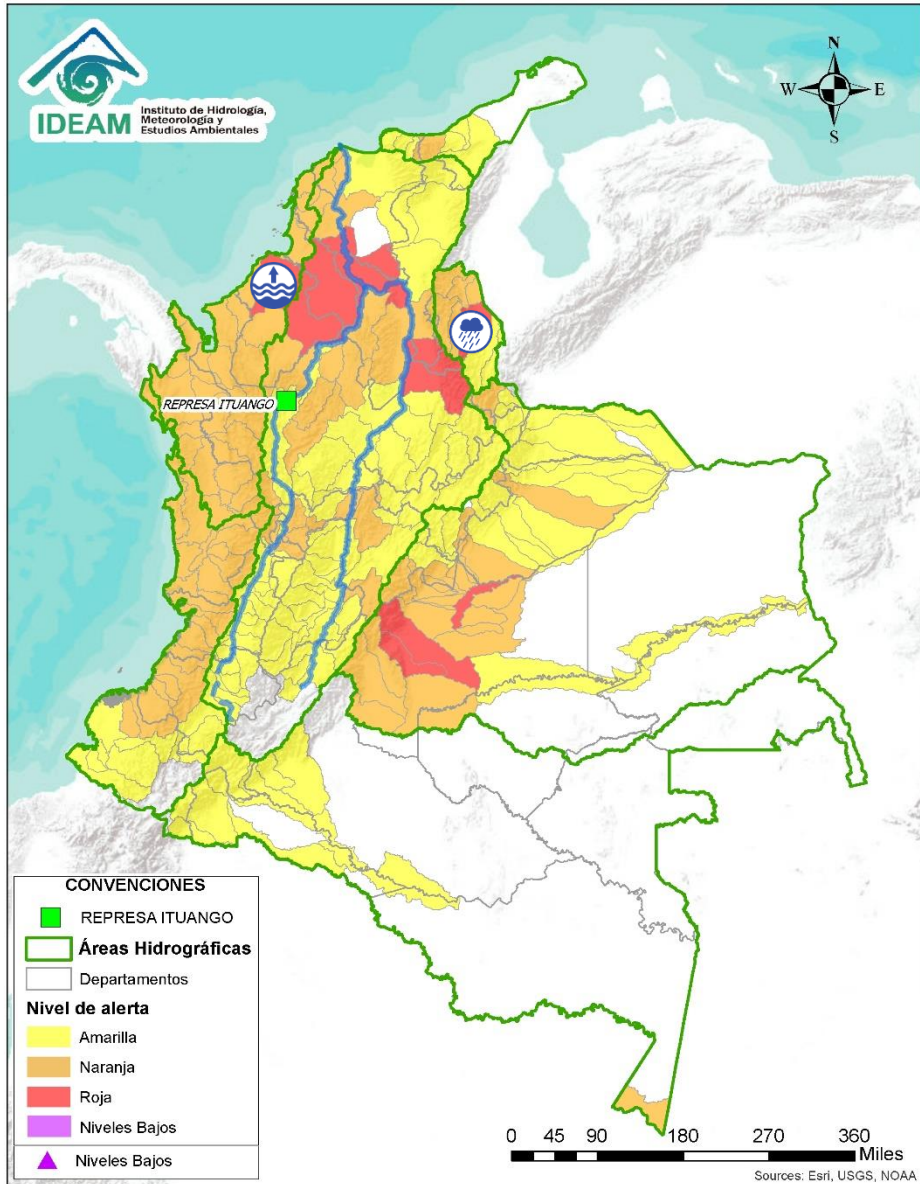 IDEAM
Instituto de Hidrología,
Meteorología y
Estudios Ambientales
N
W
E
S
REPRESA ITUANGO
CONVENCIONES
REPRESA ITUANGO
Áreas Hidrográficas
Departamentos
Nivel de alerta
Amarilla
Naranja
Roja
Niveles Bajos
Niveles Bajos
0 45 90 180 270 360
Miles
Sources: Esri, USGS, NOAA